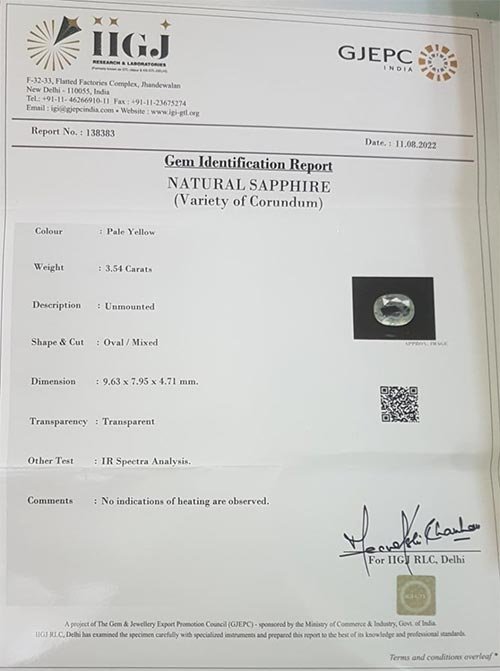 IIGJ
RESEARCH & LABORATORIES
GJEPC
INDIA
F-32-33, Flatted Factories Complex, Jhandewalan
New Delhi - 110055, India
Tel.: +91-11- 46266910-11 Fax : +91-11-23675274
Email : igi@gjepcindia.com • Website : www.igi-gtl.org
Report No. : 138383
Date. : 11.08.2022
Gem Identification Report
NATURAL SAPPHIRE
(Variety of Corundum)
Colour : Pale Yellow
Weight : 3.54 Carats
Description : Unmounted
Shape & Cut : Oval / Mixed
APPROX. IMAGE
Dimension : 9.63 x 7.95 x 4.71 mm.
Transparency : Transparent
Other Test : IR Spectra Analysis.
Comments : No indications of heating are observed.
For IIGJ RLC, Delhi
A project of The Gem & Jewellery Export Promotion Council (GJEPC) - sponsored by the Ministry of Commerce & Industry, Govt. of India.
IIGJ RLC, Delhi has examined the specimen carefully with specialized instruments and prepared this report to the best of its knowledge and professional standards.
Terms and conditions overleaf *